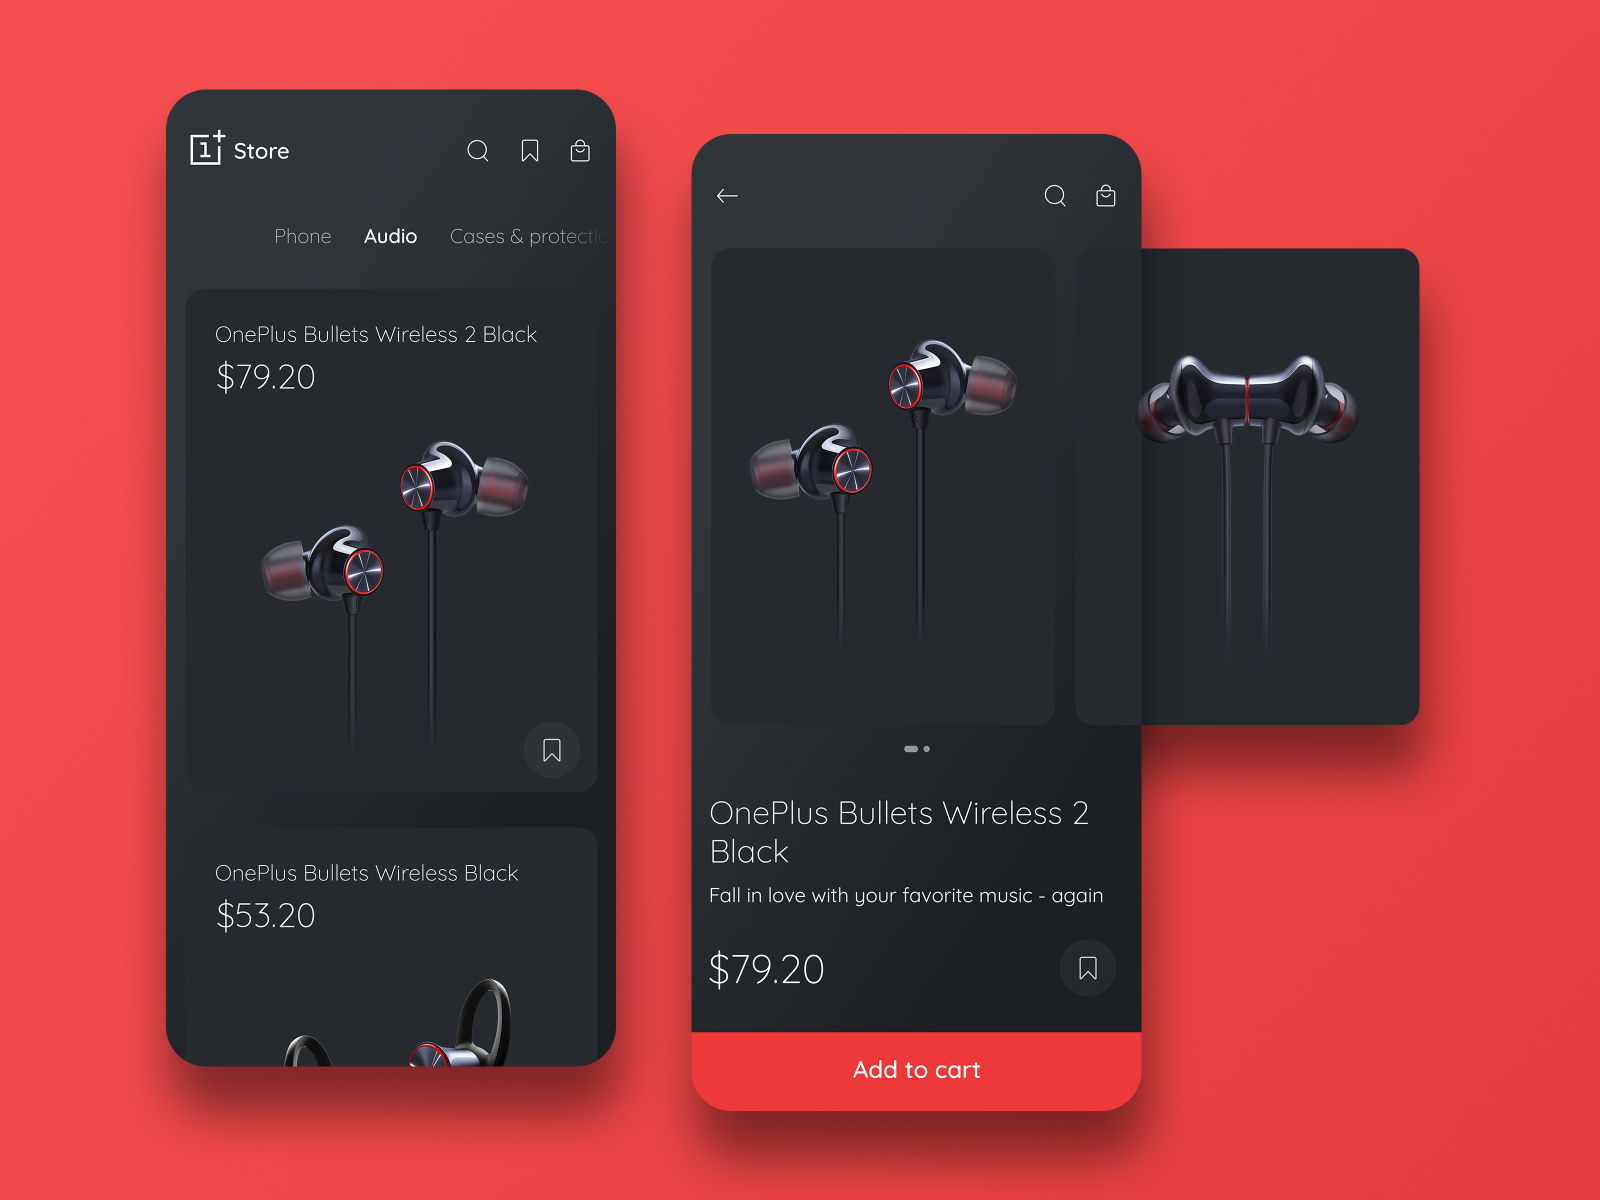 1+ Store
Phone Audio Cases & protectio
OnePlus Bullets Wireless 2 Black
$79.20
OnePlus Bullets Wireless Black
$53.20
OnePlus Bullets Wireless 2
Black
Fall in love with your favorite music - again
$79.20
Add to cart